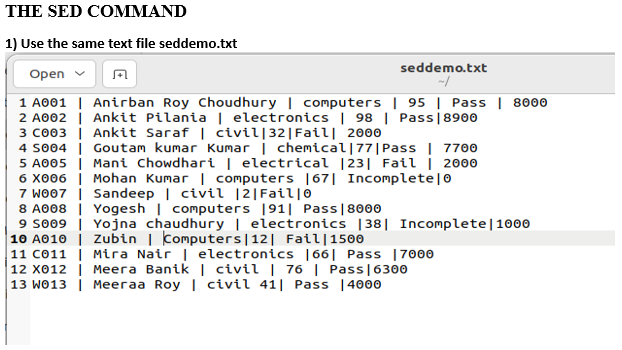 THE SED COMMAND
1) Use the same text file seddemo.txt
Open
seddemo.txt
~/
1 A001 | Anirban Roy Choudhury | computers | 95 | Pass | 8000
2 A002 | Ankit Pilania | electronics | 98 | Pass|8900
3 C003 | Ankit Saraf | civil|32|Fail| 2000
4 S004 | Goutam kumar Kumar | chemical|77|Pass | 7700
5 A005 | Mani Chowdhari | electrical |23| Fail | 2000
6 X006 | Mohan Kumar | computers |67| Incomplete|0
7 W007 | Sandeep | civil |2|Fail|0
8 A008 | Yogesh | computers |91| Pass|8000
9 S009 | Yojna chaudhury | electronics |38| Incomplete|1000
10 A010 | Zubin | Computers|12| Fail|1500
11 C011 | Mira Nair | electronics |66| Pass |7000
12 X012 | Meera Banik | civil | 76 | Pass|6300
13 W013 | Meeraa Roy | civil 41| Pass |4000